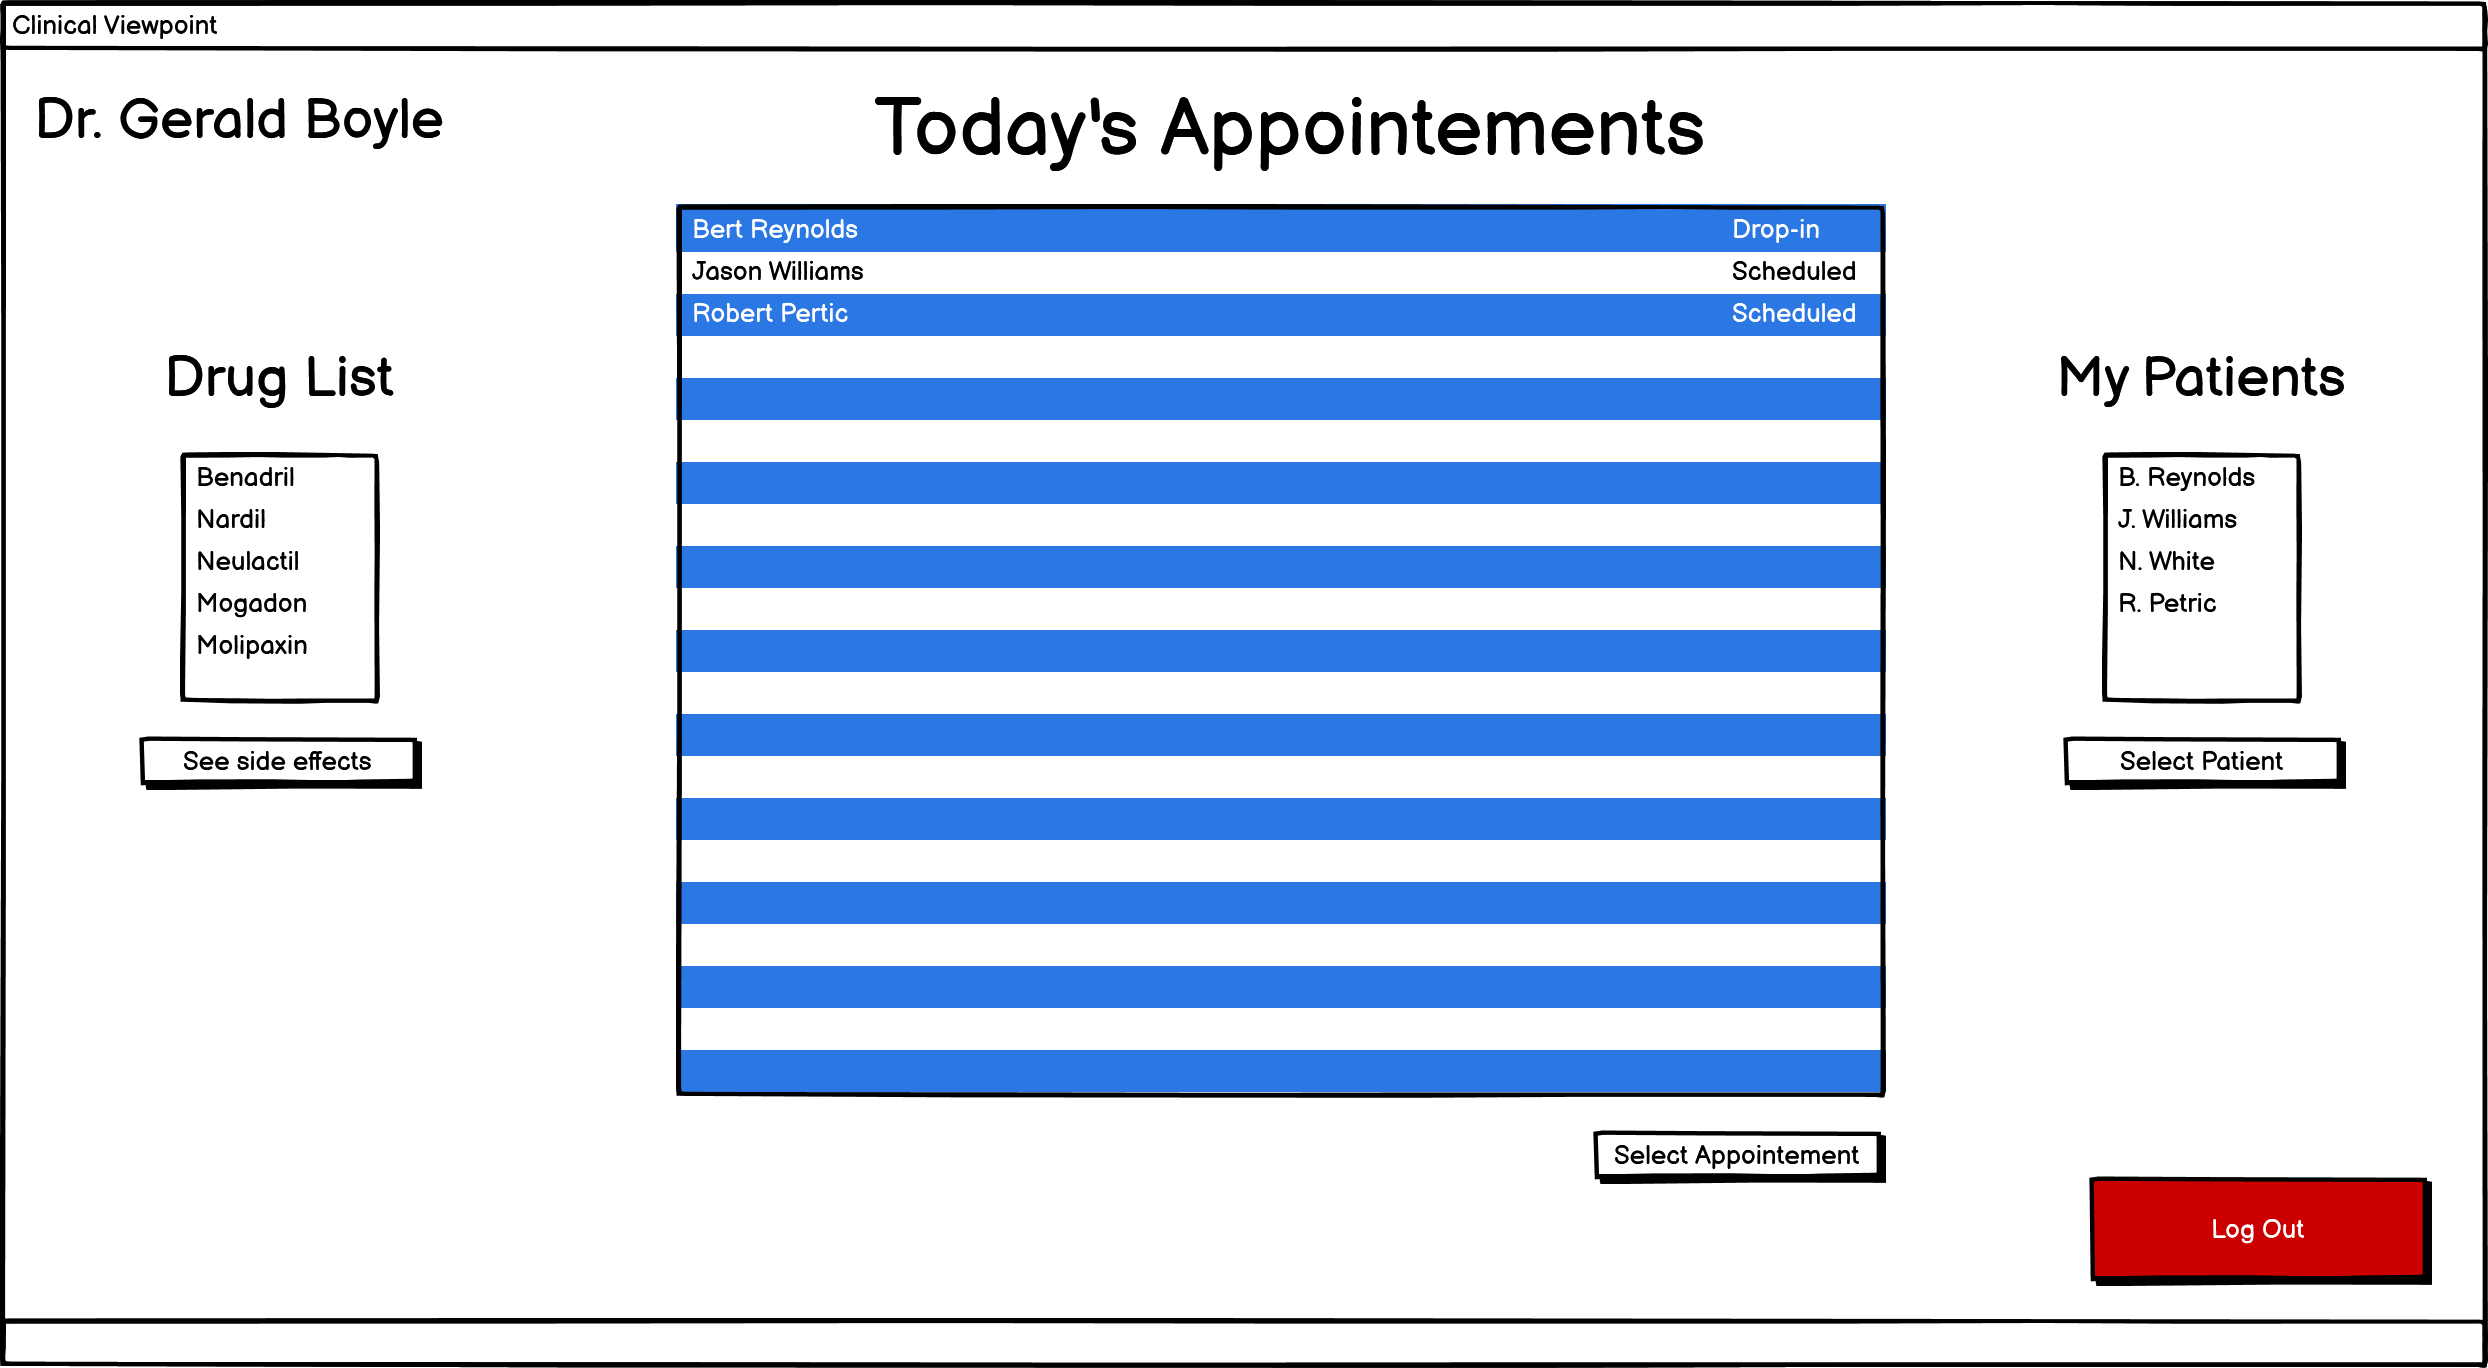 Clinical Viewpoint
Dr. Gerald Boyle
Today's Appointements
Bert Reynolds Drop-in
Jason Williams Scheduled
Robert Pertic Scheduled
Drug List
Benadril
Nardil
Neulactil
Mogadon
Molipaxin
See side effects
My Patients
B. Reynolds
J. Williams
N. White
R. Petric
Select Patient
Select Appointement
Log Out